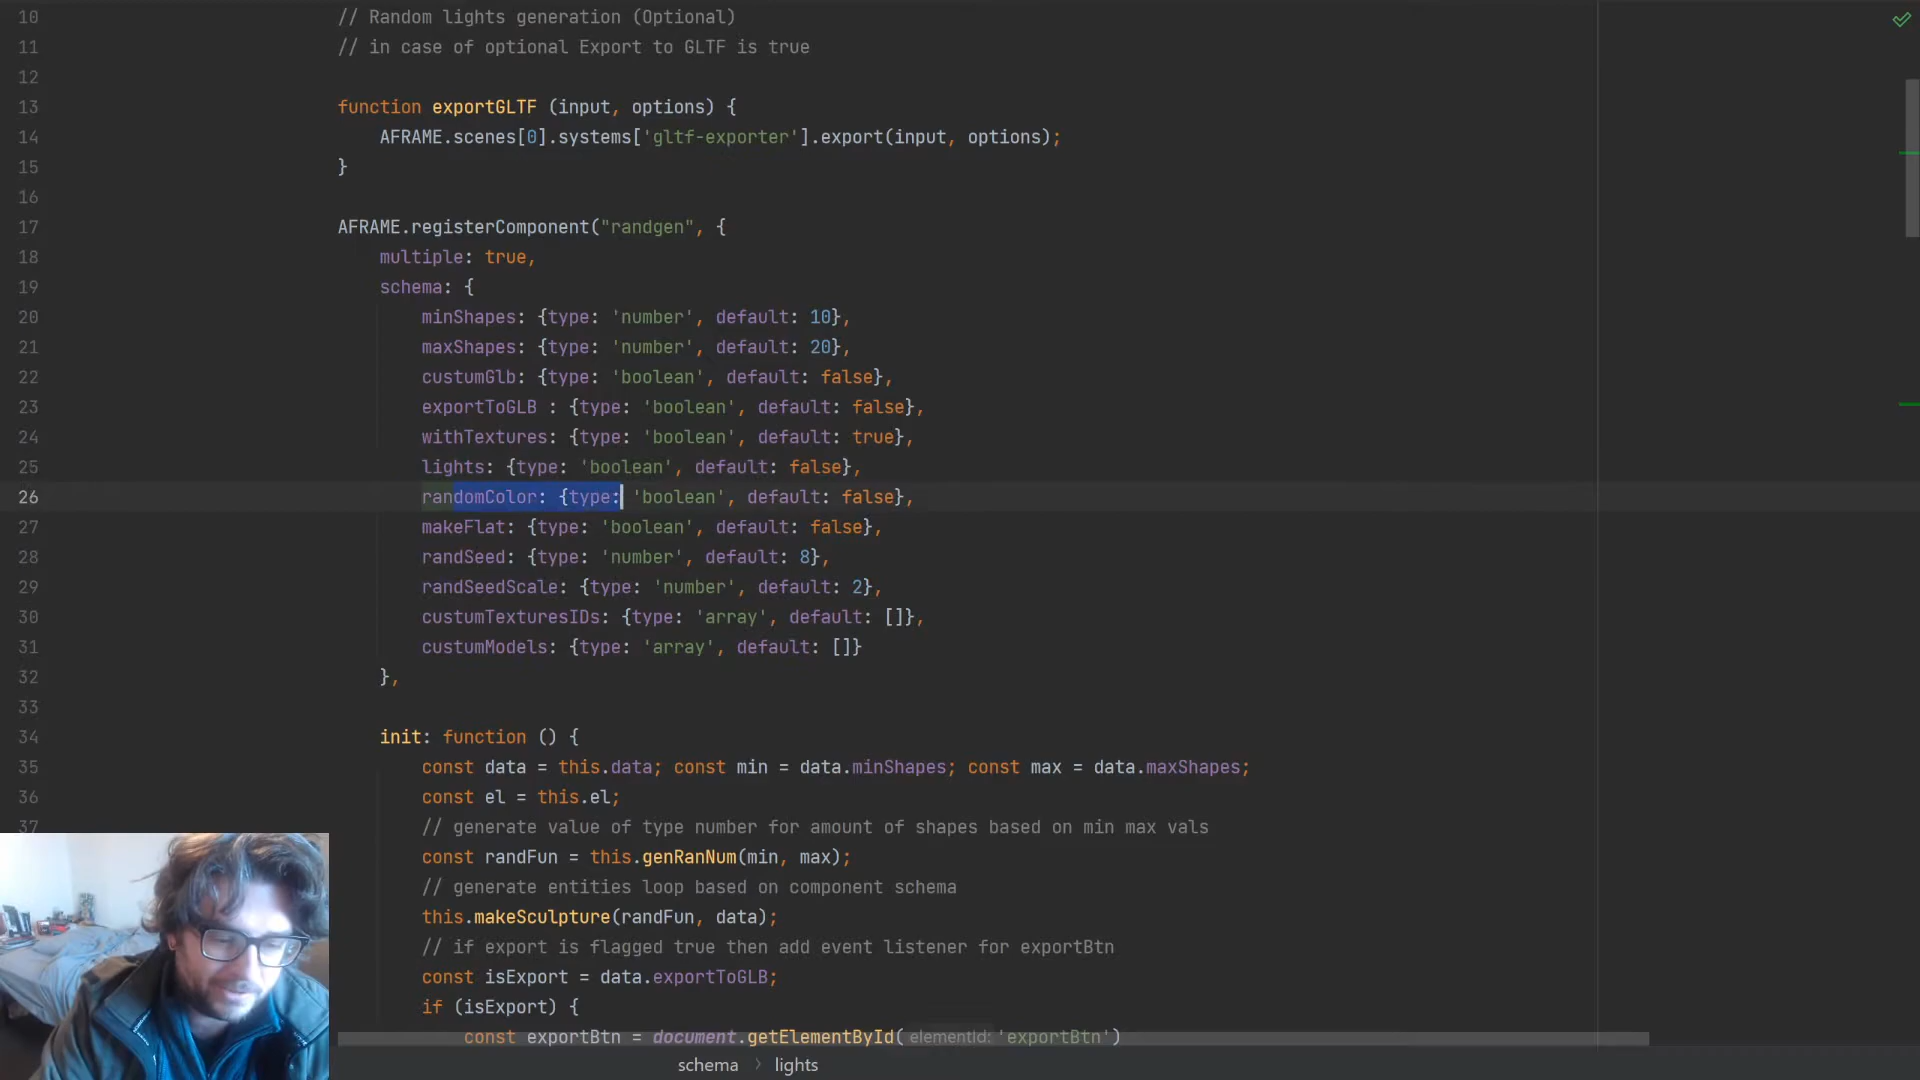 10 // Random lights generation (Optional)
11 // in case of optional Export to GLTF is true
12
13 function exportGLTF (input, options) {
14 AFRAME.scenes[0].systems['gltf-exporter'].export(input, options);
15 }
16
17 AFRAME.registerComponent("randgen", {
18 multiple: true,
19 schema: {
20 minShapes: {type: 'number', default: 10},
21 maxShapes: {type: 'number', default: 20},
22 custumGlb: {type: 'boolean', default: false},
23 exportToGLB : {type: 'boolean', default: false},
24 withTextures: {type: 'boolean', default: true},
25 lights: {type: 'boolean', default: false},
26 randomColor: {type: 'boolean', default: false},
27 makeFlat: {type: 'boolean', default: false},
28 randSeed: {type: 'number', default: 8},
29 randSeedScale: {type: 'number', default: 2},
30 custumTexturesIDs: {type: 'array', default: []},
31 custumModels: {type: 'array', default: []}
32 },
33
34 init: function () {
35 const data = this.data; const min = data.minShapes; const max = data.maxShapes;
36 const el = this.el;
37 // generate value of type number for amount of shapes based on min max vals
const randFun = this.genRanNum(min, max);
// generate entities loop based on component schema
this.makeSculpture(randFun, data);
// if export is flagged true then add event listener for exportBtn
const isExport = data.exportToGLB;
if (isExport) {
const exportBtn = document.getElementById( elementId: 'exportBtn')
schema > lights